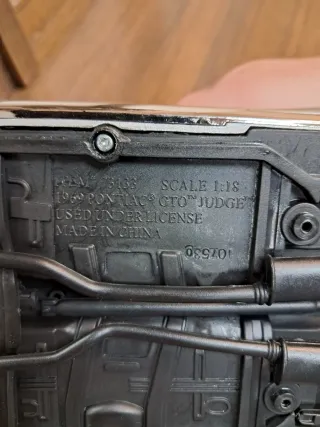 SCALE 1:18
1969 PONTIAC® GTO™ JUDGE™
USED UNDER LICENSE
MADE IN CHINA